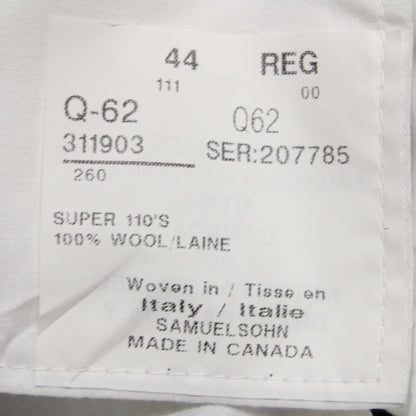 44 REG
111 00
Q-62 Q62
311903 SER:207785
260
SUPER 110'S
100% WOOL/LAINE
Woven in / Tisse en
Italy / Italie
SAMUELSOHN
MADE IN CANADA